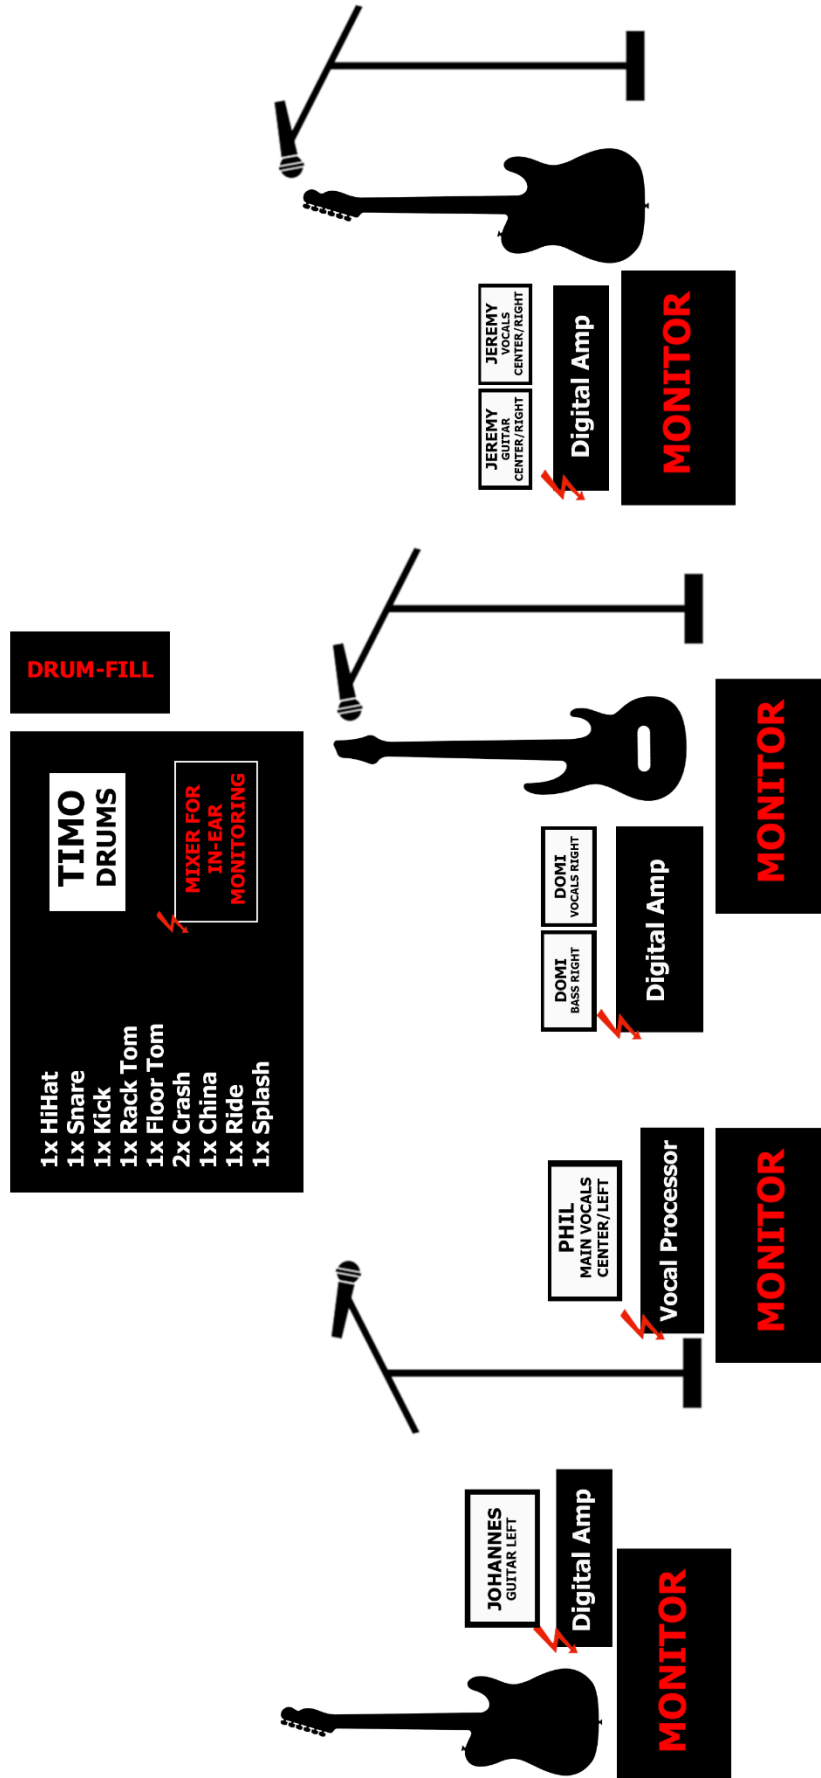 DRUM-FILL
TIMO
DRUMS
MIXER FOR
IN-EAR
MONITORING
1x HiHat
1x Snare
1x Kick
1x Rack Tom
1x Floor Tom
2x Crash
1x China
1x Ride
1x Splash
JOHANNES
GUITAR LEFT
Digital Amp
MONITOR
PHIL
MAIN VOCALS
CENTER/LEFT
Vocal Processor
MONITOR
DOMI
BASS RIGHT
DOMI
VOCALS RIGHT
Digital Amp
MONITOR
JEREMY
GUITAR
CENTER/RIGHT
JEREMY
VOCALS
CENTER/RIGHT
Digital Amp
MONITOR